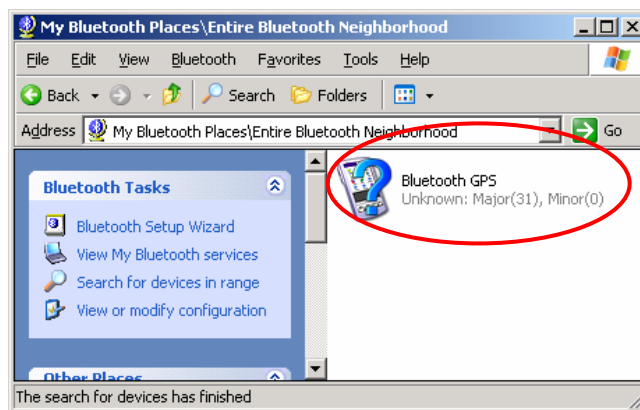 My Bluetooth Places\Entire Bluetooth Neighborhood
File Edit View Bluetooth Favorites Tools Help
Back Search Folders
Address My Bluetooth Places\Entire Bluetooth Neighborhood Go
Bluetooth Tasks
Bluetooth Setup Wizard
View My Bluetooth services
Search for devices in range
View or modify configuration
Other Places
Bluetooth GPS
Unknown: Major(31), Minor(0)
The search for devices has finished